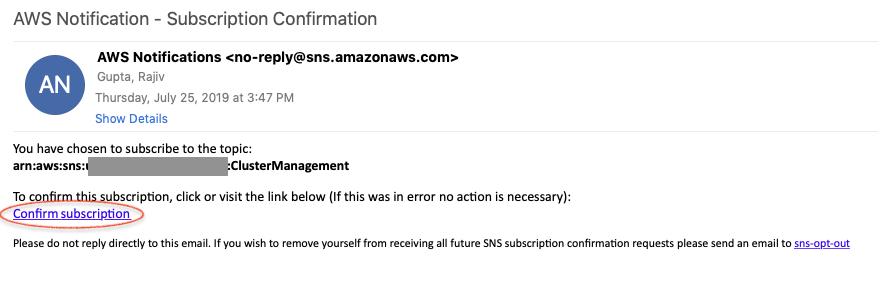 AWS Notification - Subscription Confirmation
AN
AWS Notifications <no-reply@sns.amazonaws.com>
Gupta, Rajiv
Thursday, July 25, 2019 at 3:47 PM
Show Details
You have chosen to subscribe to the topic:
arn:aws:sns: :ClusterManagement
To confirm this subscription, click or visit the link below (If this was in error no action is necessary):
Confirm subscription
Please do not reply directly to this email. If you wish to remove yourself from receiving all future SNS subscription confirmation requests please send an email to sns-opt-out